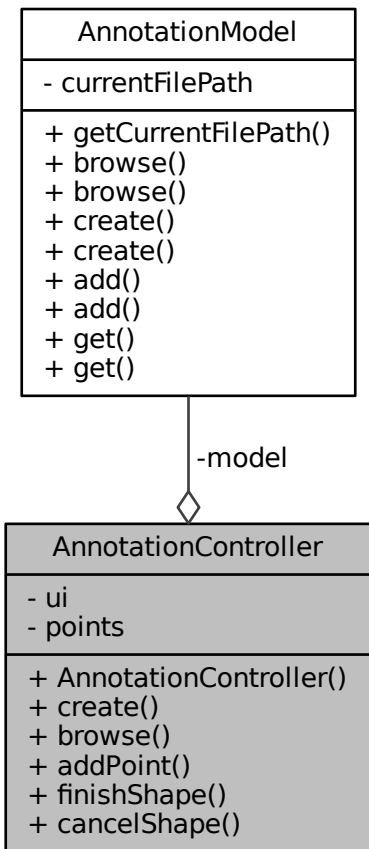 AnnotationModel
- currentFilePath
+ getCurrentFilePath()
+ browse()
+ browse()
+ create()
+ create()
+ add()
+ add()
+ get()
+ get()
-model
AnnotationController
- ui
- points
+ AnnotationController()
+ create()
+ browse()
+ addPoint()
+ finishShape()
+ cancelShape()